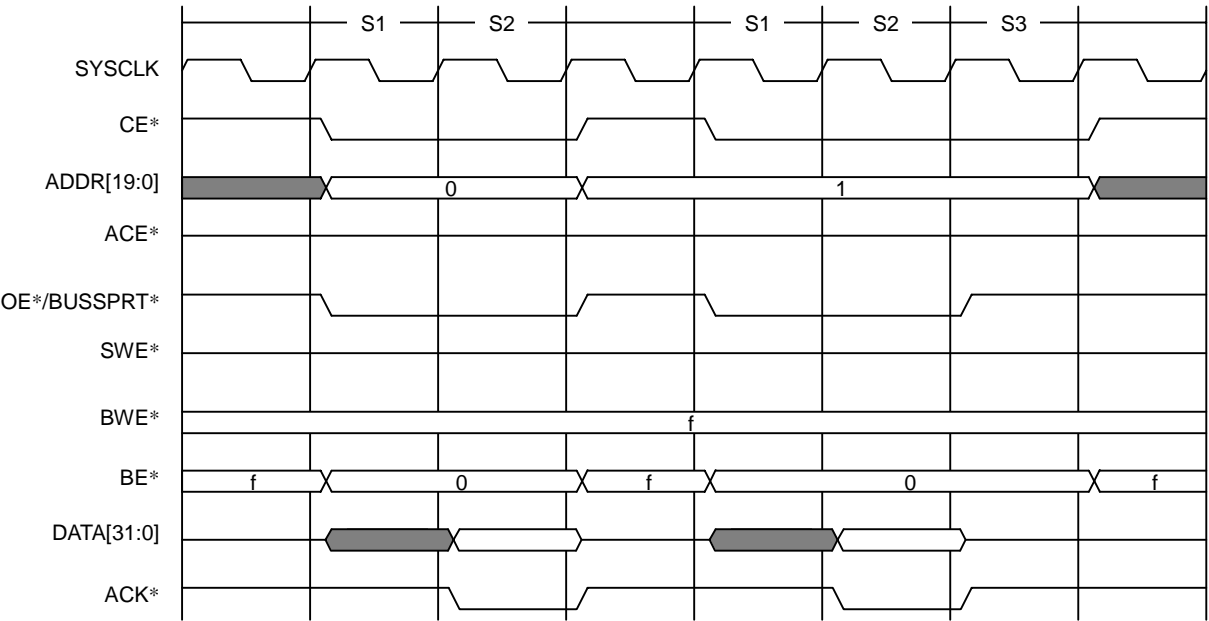 S1 S2 S1 S2 S3
SYSCLK
CE*
ADDR[19:0] 0 1
ACE*
OE*/BUSSPRT*
SWE*
BWE* f
BE* f 0 f 0 f
DATA[31:0]
ACK*